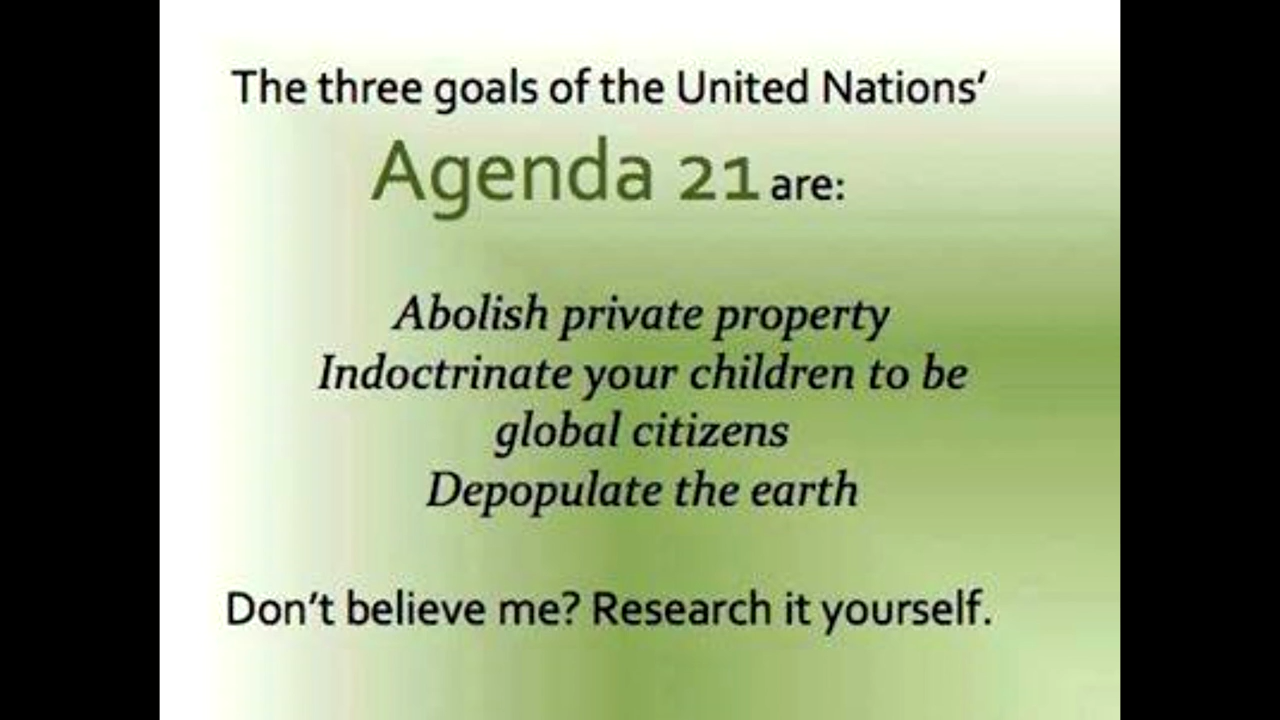 The three goals of the United Nations’
Agenda 21 are:
Abolish private property
Indoctrinate your children to be
global citizens
Depopulate the earth
Don’t believe me? Research it yourself.